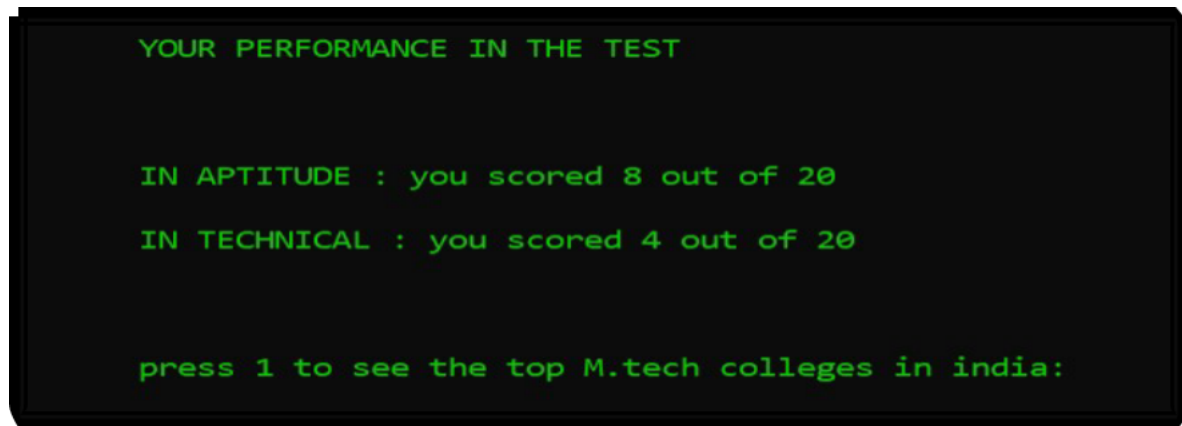 YOUR PERFORMANCE IN THE TEST
IN APTITUDE : you scored 8 out of 20
IN TECHNICAL : you scored 4 out of 20
press 1 to see the top M.tech colleges in india: